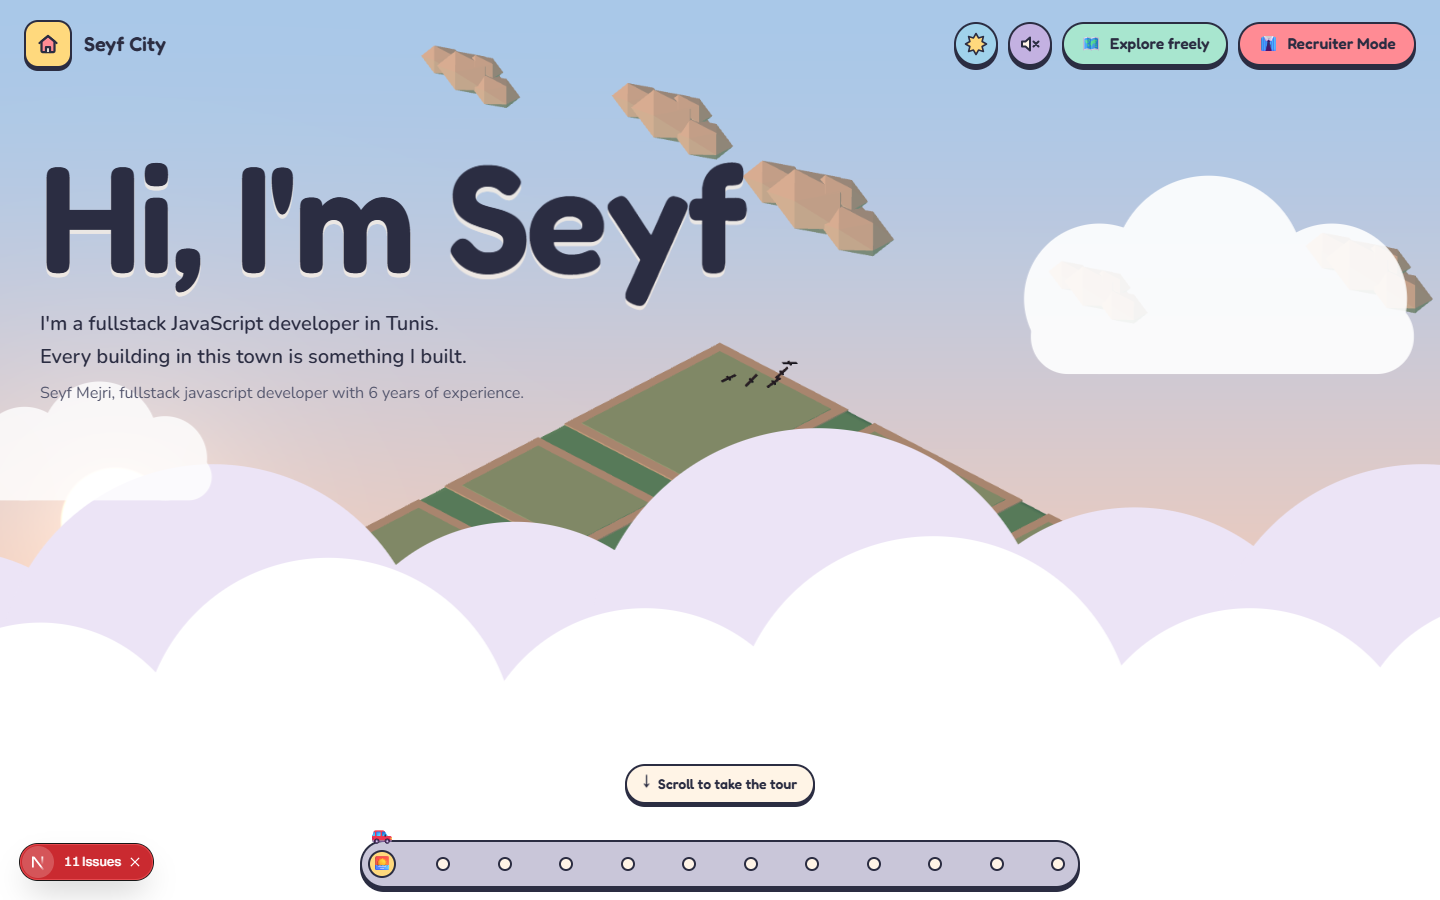 Seyf City
Explore freely
Recruiter Mode
Hi, I'm Seyf
I'm a fullstack JavaScript developer in Tunis.
Every building in this town is something I built.
Seyf Mejri, fullstack javascript developer with 6 years of experience.
↓ Scroll to take the tour
N 11 Issues ×